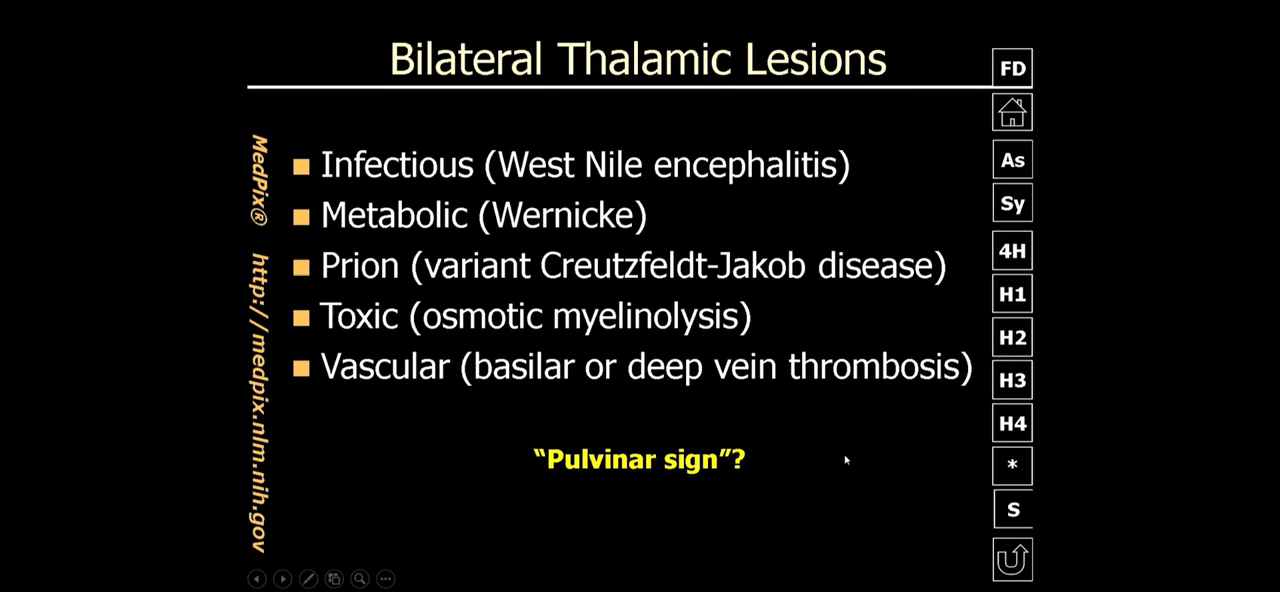 Bilateral Thalamic Lesions
MedPix® http://medpix.nlm.nih.gov
Infectious (West Nile encephalitis)
Metabolic (Wernicke)
Prion (variant Creutzfeldt-Jakob disease)
Toxic (osmotic myelinolysis)
Vascular (basilar or deep vein thrombosis)
“Pulvinar sign”?
FD
As
Sy
4H
H1
H2
H3
H4
*
S